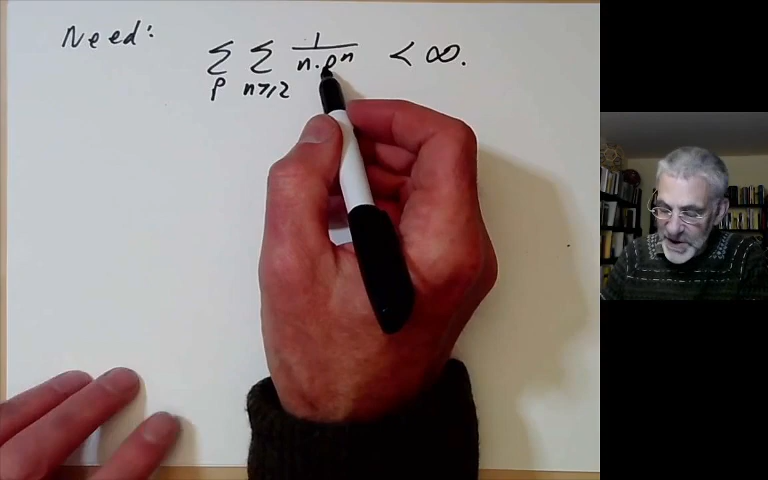 Need: ∑ ∑ 1/(n·pⁿ) < ∞.
p n≥2